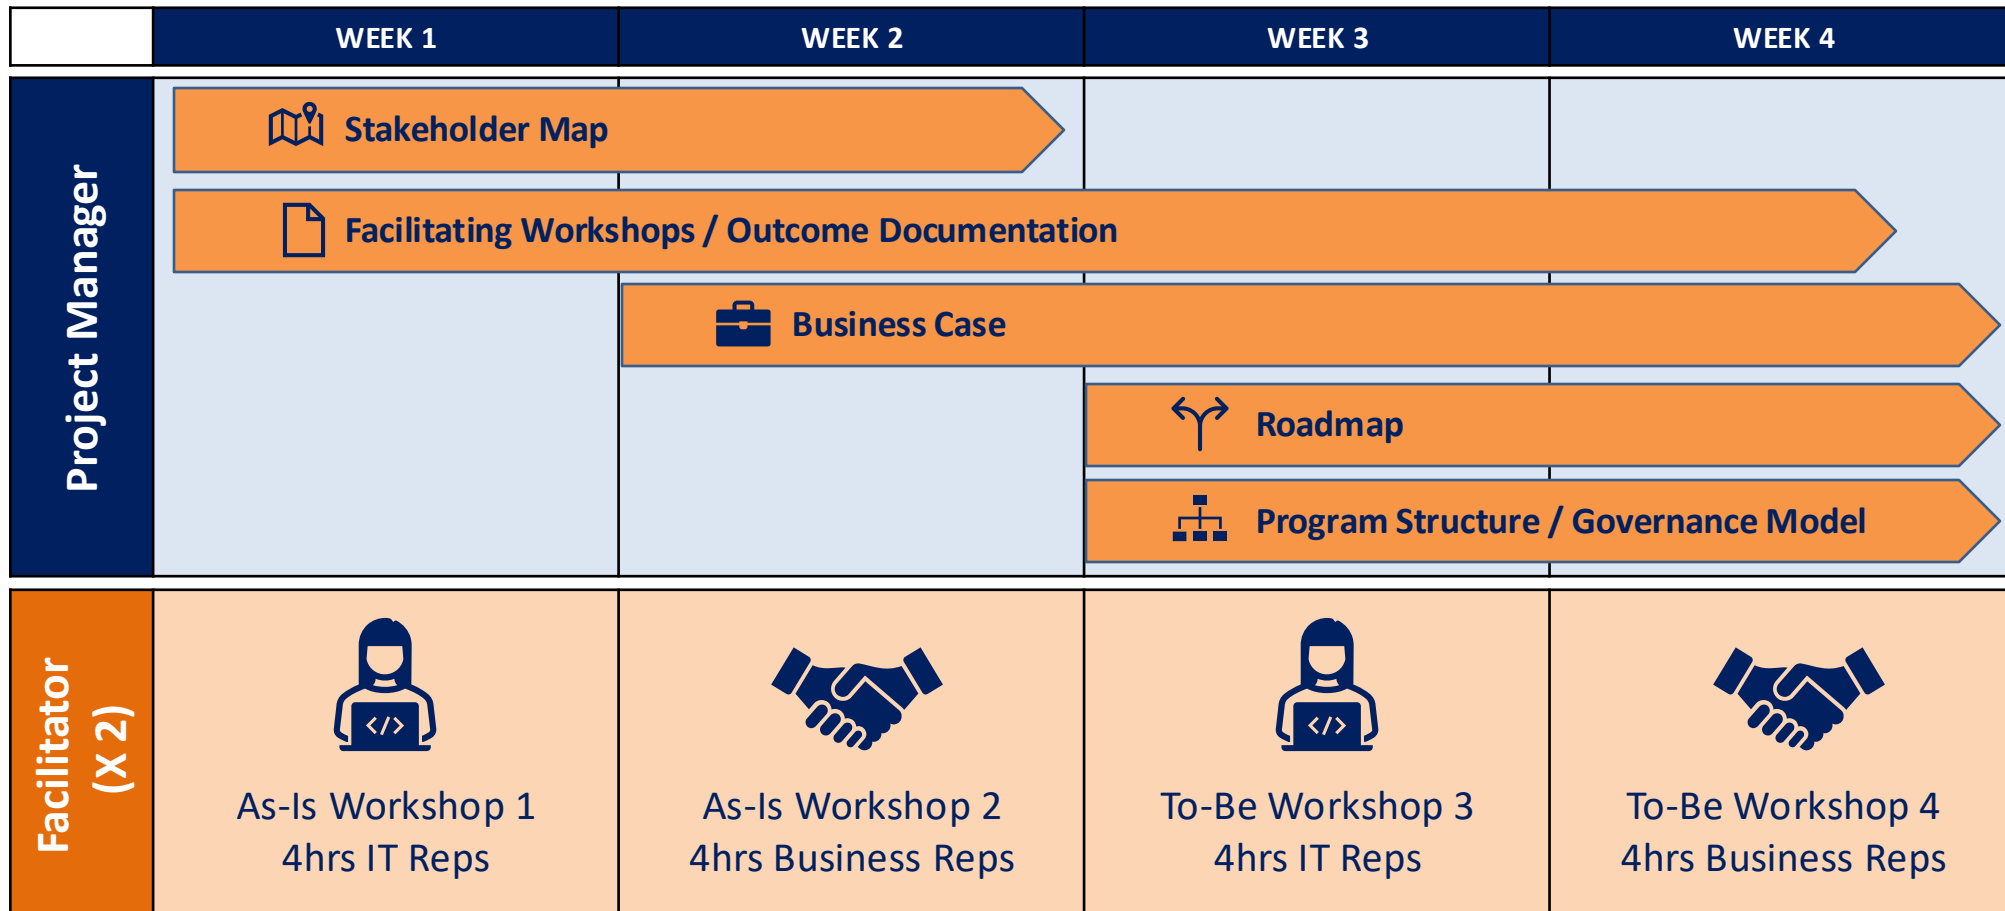 WEEK 1
WEEK 2
WEEK 3
WEEK 4
Project Manager
Stakeholder Map
Facilitating Workshops / Outcome Documentation
Business Case
Roadmap
Program Structure / Governance Model
Facilitator
(X 2)
</>
As-Is Workshop 1
4hrs IT Reps
As-Is Workshop 2
4hrs Business Reps
</>
To-Be Workshop 3
4hrs IT Reps
To-Be Workshop 4
4hrs Business Reps